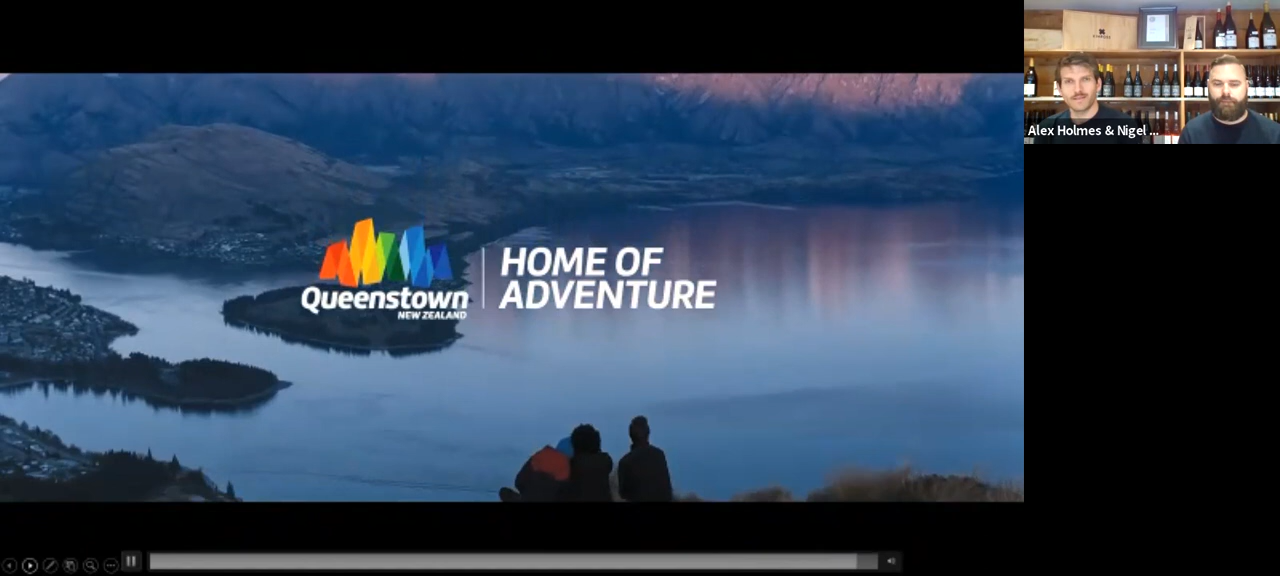 Queenstown
NEW ZEALAND
HOME OF
ADVENTURE
Alex Holmes & Nigel ...